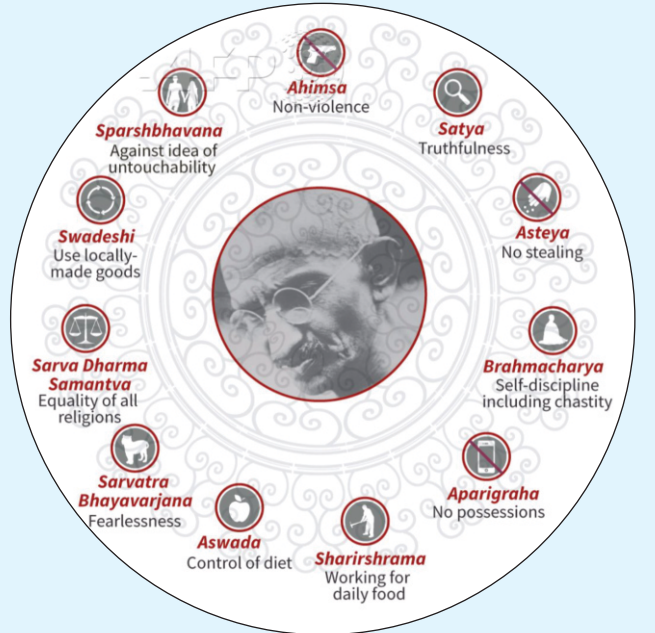 Ahimsa
Non-violence
Satya
Truthfulness
Asteya
No stealing
Brahmacharya
Self-discipline
including chastity
Aparigraha
No possessions
Sharirshrama
Working for
daily food
Aswada
Control of diet
Sarvatra
Bhayavarjana
Fearlessness
Sarva Dharma
Samantva
Equality of all
religions
Swadeshi
Use locally-
made goods
Sparshbhavana
Against idea of
untouchability